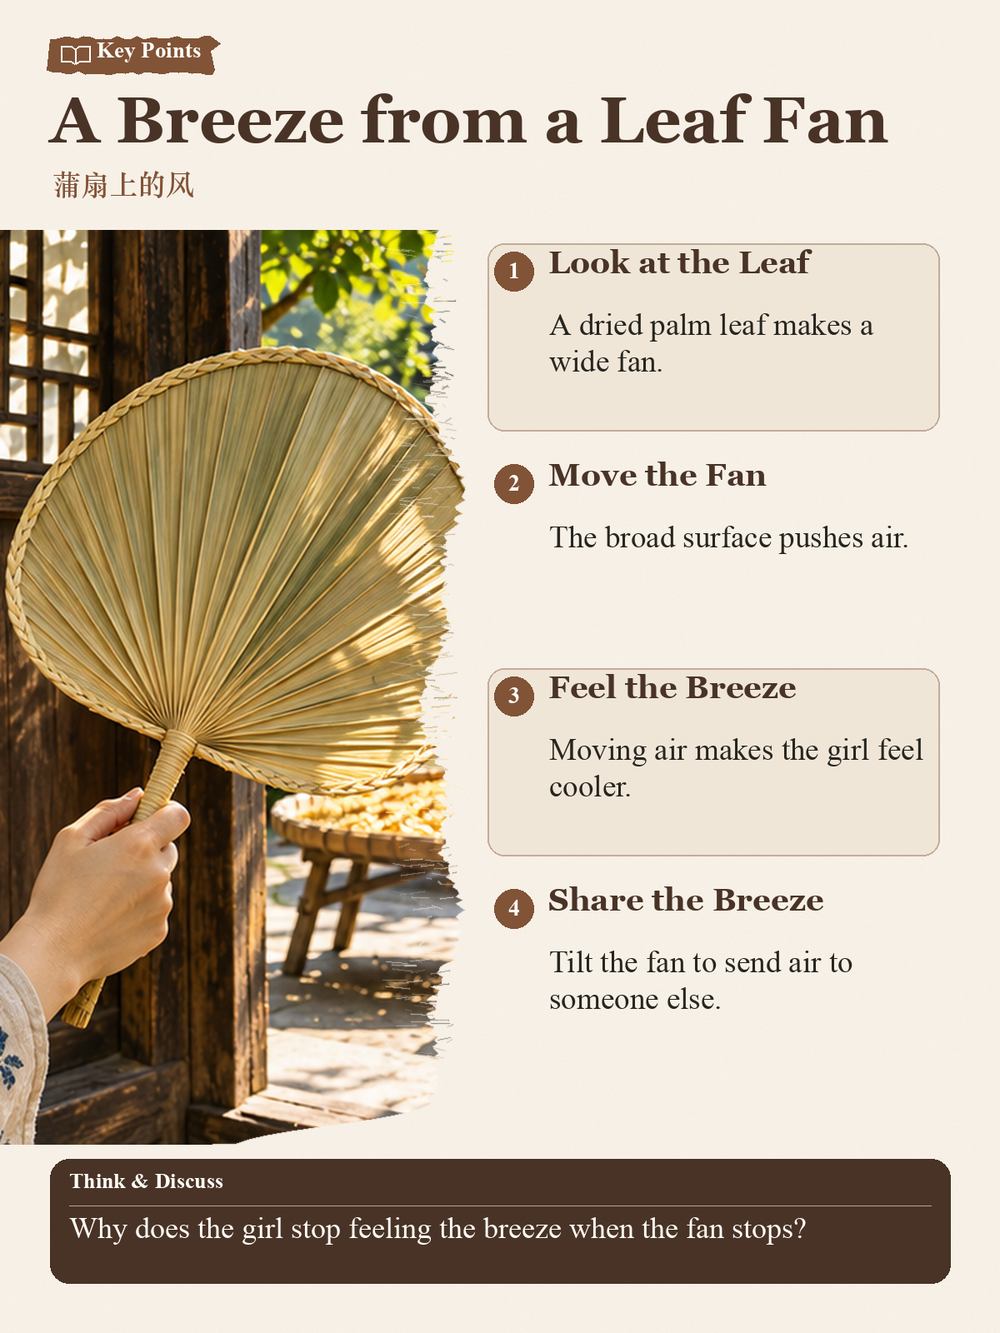 Key Points
A Breeze from a Leaf Fan
蒲扇上的风
1
Look at the Leaf
A dried palm leaf makes a
wide fan.
2
Move the Fan
The broad surface pushes air.
3
Feel the Breeze
Moving air makes the girl feel
cooler.
4
Share the Breeze
Tilt the fan to send air to
someone else.
Think & Discuss
Why does the girl stop feeling the breeze when the fan stops?